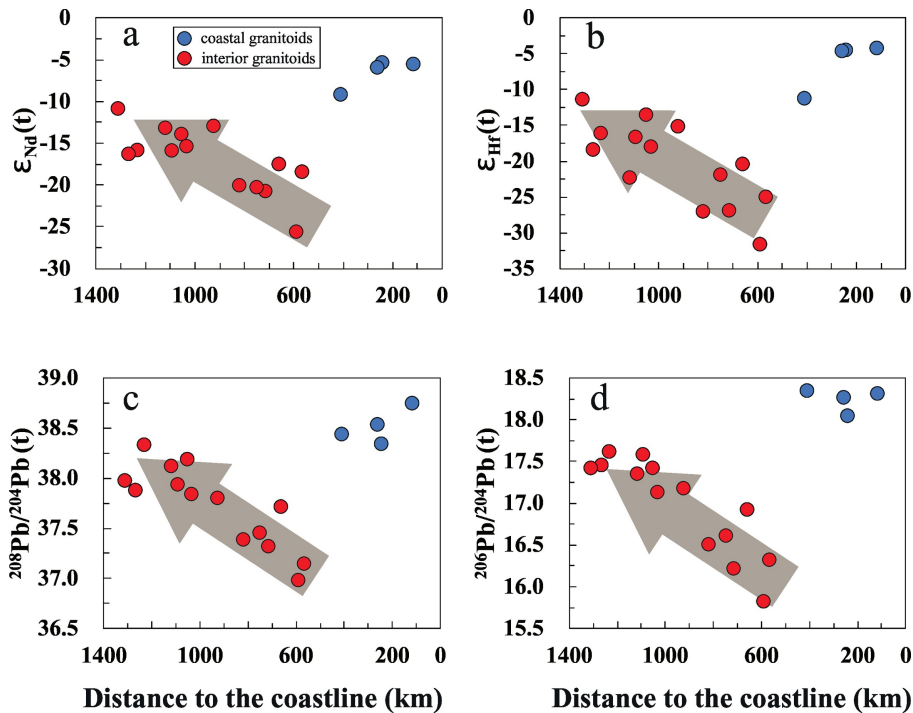 a
coastal granitoids
interior granitoids
εNd(t)
0
-5
-10
-15
-20
-25
-30
1400 1000 600 200 0
b
εHf(t)
0
-5
-10
-15
-20
-25
-30
-35
1400 1000 600 200 0
c
208Pb/204Pb(t)
39.0
38.5
38.0
37.5
37.0
36.5
1400 1000 600 200 0
Distance to the coastline (km)
d
206Pb/204Pb(t)
18.5
18.0
17.5
17.0
16.5
16.0
15.5
1400 1000 600 200 0
Distance to the coastline (km)